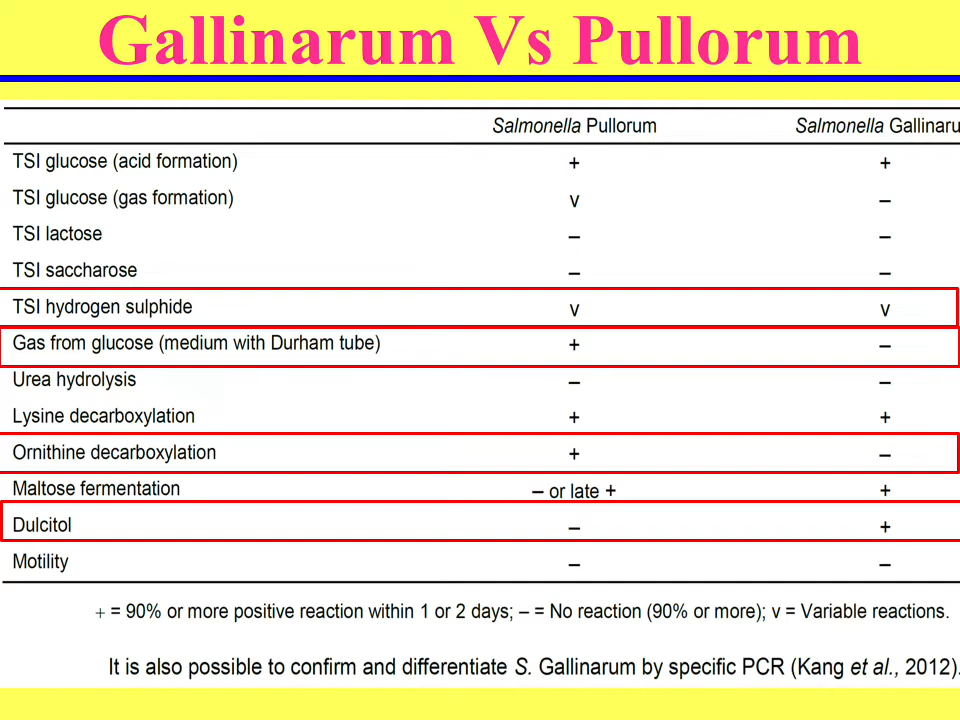 Gallinarum Vs Pullorum
Salmonella Pullorum Salmonella Gallinaru
TSI glucose (acid formation) + +
TSI glucose (gas formation) v –
TSI lactose – –
TSI saccharose – –
TSI hydrogen sulphide v v
Gas from glucose (medium with Durham tube) + –
Urea hydrolysis – –
Lysine decarboxylation + +
Ornithine decarboxylation + –
Maltose fermentation – or late + +
Dulcitol – +
Motility – –
+ = 90% or more positive reaction within 1 or 2 days; – = No reaction (90% or more); v = Variable reactions.
It is also possible to confirm and differentiate S. Gallinarum by specific PCR (Kang et al., 2012).